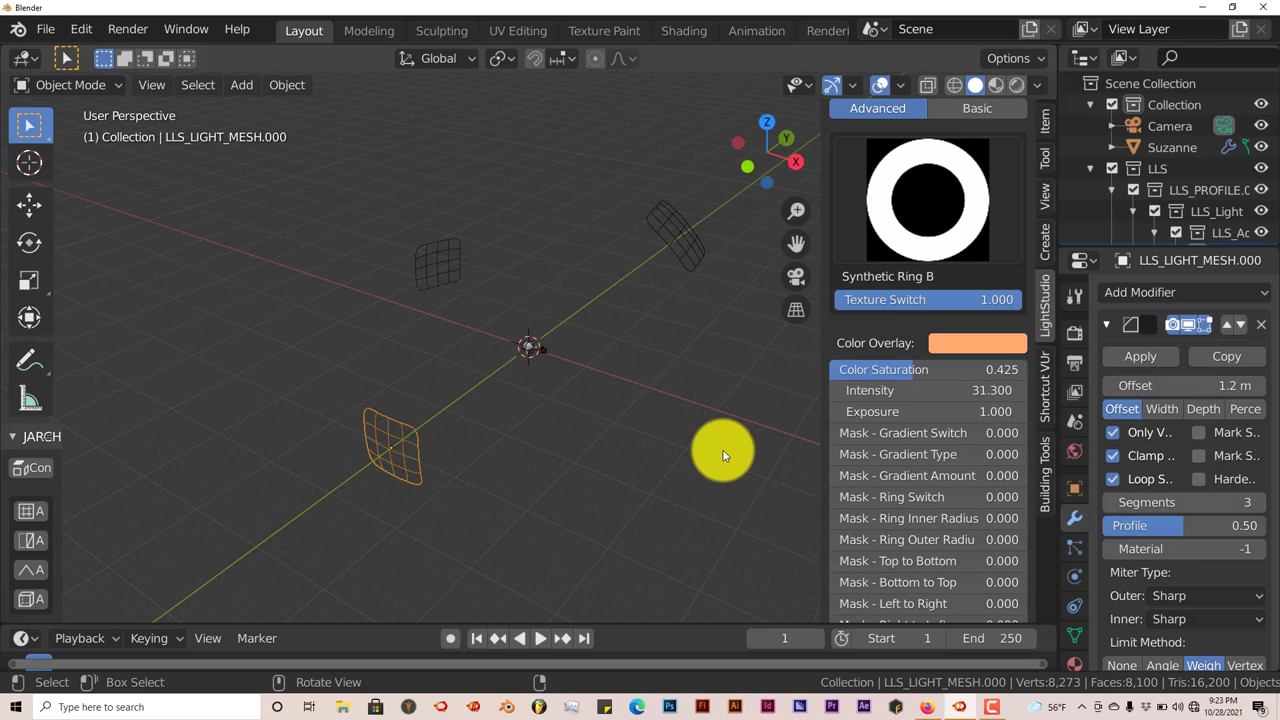 Blender
File Edit Render Window Help Layout Modeling Sculpting UV Editing Texture Paint Shading Animation Renderi Scene View Layer
Global Options
Object Mode View Select Add Object
User Perspective
(1) Collection | LLS_LIGHT_MESH.000
Z
Y
X
JARCH
Con
A
A
A
A
Advanced Basic
Synthetic Ring B
Texture Switch 1.000
Color Overlay:
Color Saturation 0.425
Intensity 31.300
Exposure 1.000
Mask - Gradient Switch 0.000
Mask - Gradient Type 0.000
Mask - Gradient Amount 0.000
Mask - Ring Switch 0.000
Mask - Ring Inner Radius 0.000
Mask - Ring Outer Radiu 0.000
Mask - Top to Bottom 0.000
Mask - Bottom to Top 0.000
Mask - Left to Right 0.000
Item
Tool
View
Create
LightStudio
Shortcut VUr
Building Tools
Scene Collection
Collection
Camera
Suzanne
LLS
LLS_PROFILE.0
LLS_Light
LLS_Ac
LLS_LIGHT_MESH.000
Add Modifier
Apply Copy
Offset 1.2 m
Offset Width Depth Perce
Only V.. Mark S..
Clamp .. Mark S..
Loop S.. Harde..
Segments 3
Profile 0.50
Material -1
Miter Type:
Outer: Sharp
Inner: Sharp
Limit Method:
None Angle Weigh Vertex
Playback Keying View Marker 1 Start 1 End 250
Select Box Select Rotate View Collection | LLS_LIGHT_MESH.000 | Verts:8,273 | Faces:8,100 | Tris:16,200 | Objects
Type here to search 56°F 9:23 PM
10/28/2021